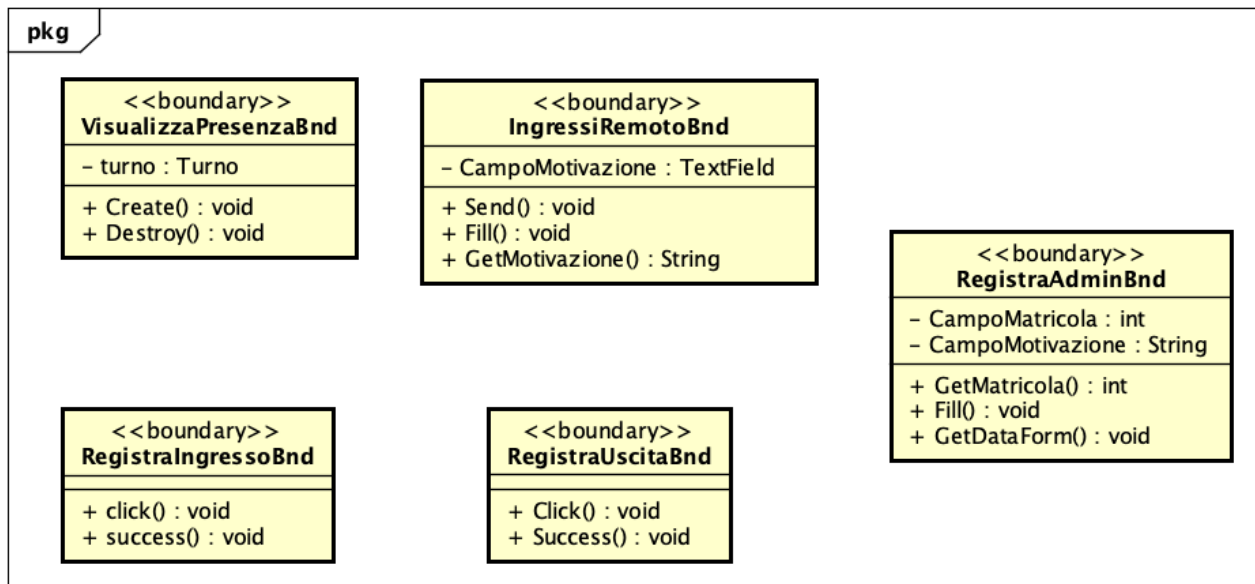 pkg
<<boundary>>
VisualizzaPresenzaBnd
- turno : Turno
+ Create() : void
+ Destroy() : void
<<boundary>>
IngressiRemotoBnd
- CampoMotivazione : TextField
+ Send() : void
+ Fill() : void
+ GetMotivazione() : String
<<boundary>>
RegistraAdminBnd
- CampoMatricola : int
- CampoMotivazione : String
+ GetMatricola() : int
+ Fill() : void
+ GetDataForm() : void
<<boundary>>
RegistraIngressoBnd
+ click() : void
+ success() : void
<<boundary>>
RegistraUscitaBnd
+ Click() : void
+ Success() : void